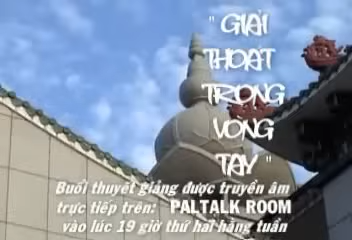 " GIẢI
THOÁT
TRONG
VÒNG
TAY "
Buổi thuyết giảng được truyền âm
trực tiếp trên: PALTALK ROOM
vào lúc 19 giờ thứ hai hằng tuần